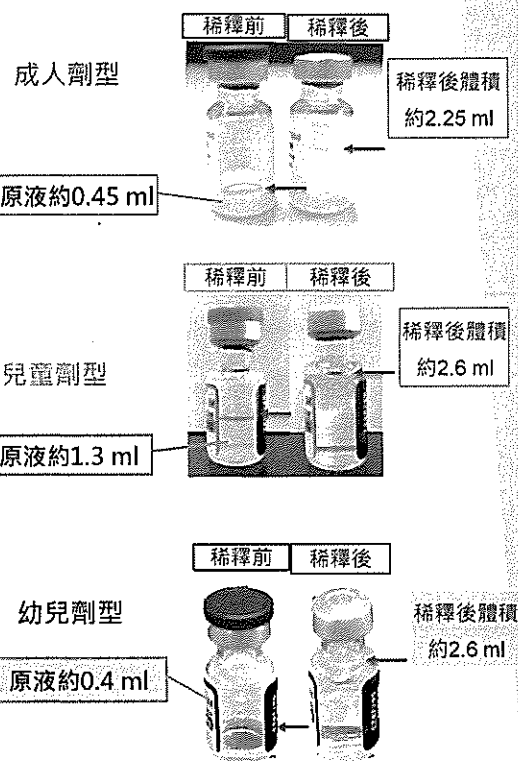 稀釋前
稀釋後
成人劑型
稀釋後體積
約2.25 ml
原液約0.45 ml
稀釋前
稀釋後
兒童劑型
稀釋後體積
約2.6 ml
原液約1.3 ml
稀釋前
稀釋後
幼兒劑型
稀釋後體積
約2.6 ml
原液約0.4 ml